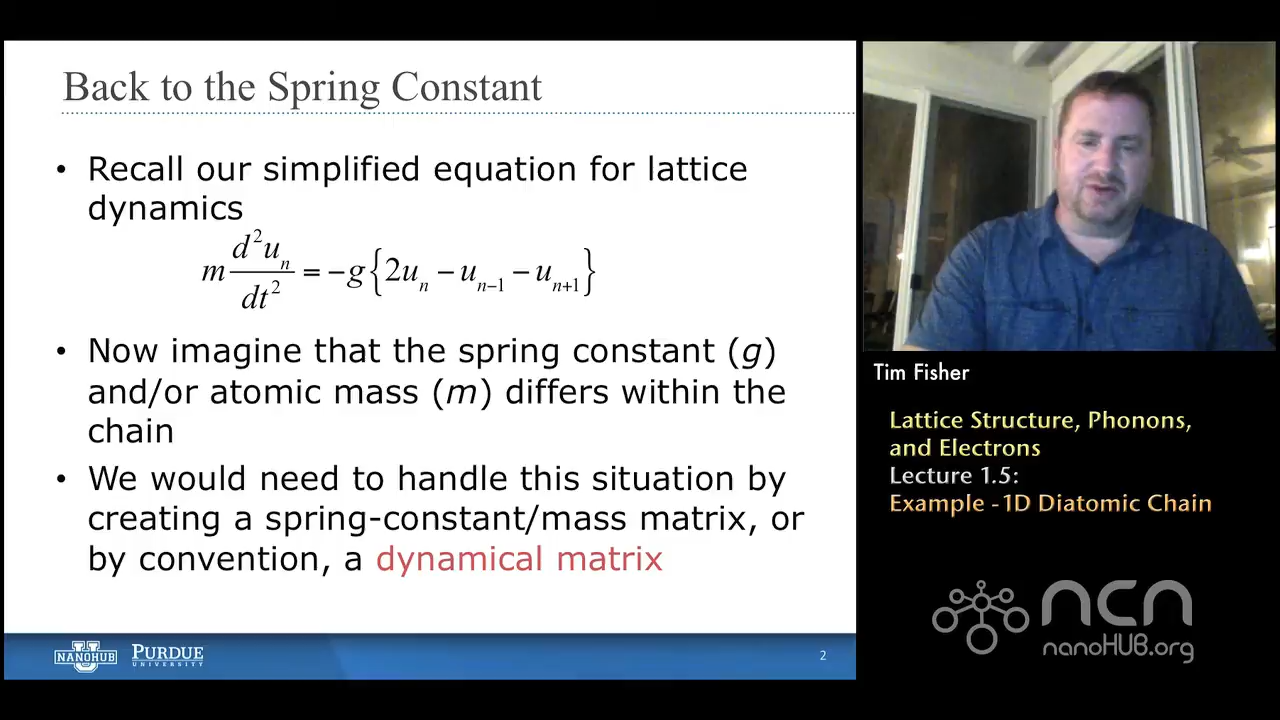 Back to the Spring Constant
• Recall our simplified equation for lattice
dynamics
m d²uₙ/dt² = −g{2uₙ − uₙ₋₁ − uₙ₊₁}
• Now imagine that the spring constant (g)
and/or atomic mass (m) differs within the
chain
• We would need to handle this situation by
creating a spring-constant/mass matrix, or
by convention, a dynamical matrix
U
NANOHUB
PURDUE
UNIVERSITY
2
Tim Fisher
Lattice Structure, Phonons,
and Electrons
Lecture 1.5:
Example -1D Diatomic Chain
ncn
nanoHUB.org